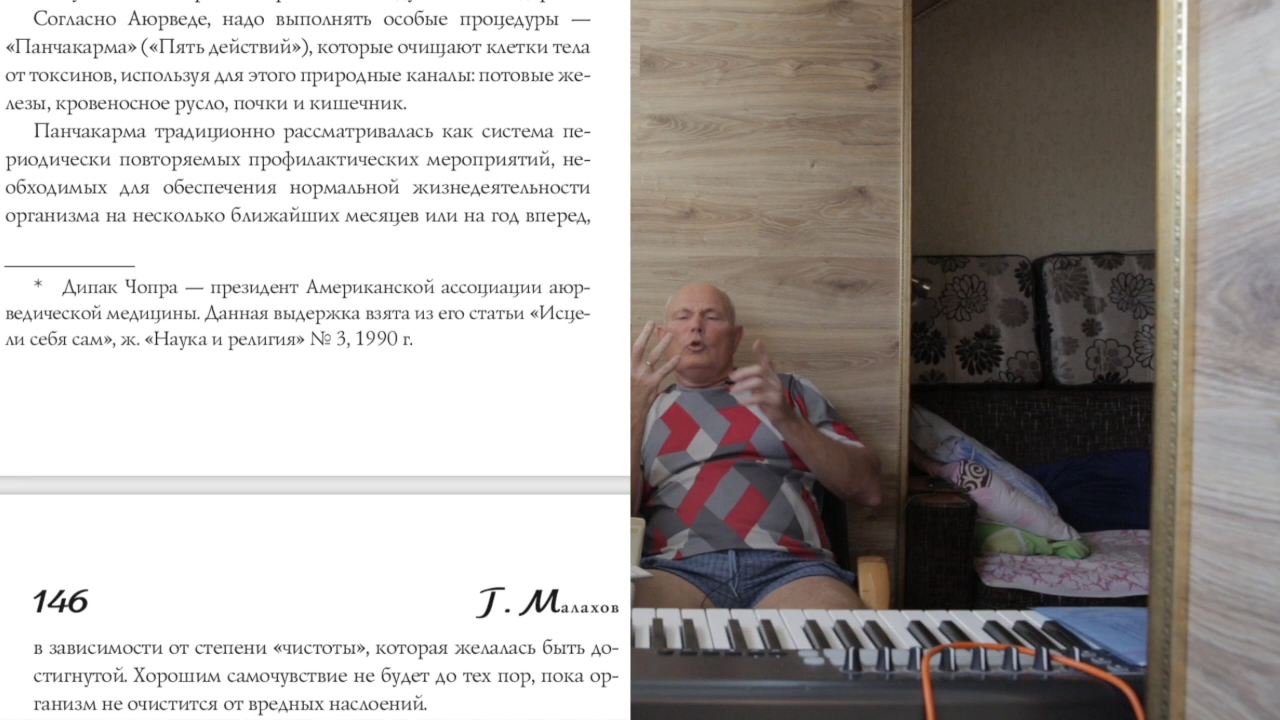 Согласно Аюрведе, надо выполнять особые процедуры —
«Панчакарма» («Пять действий»), которые очищают клетки тела
от токсинов, используя для этого природные каналы: потовые же-
лезы, кровеносное русло, почки и кишечник.
Панчакарма традиционно рассматривалась как система пе-
риодически повторяемых профилактических мероприятий, не-
обходимых для обеспечения нормальной жизнедеятельности
организма на несколько ближайших месяцев или на год вперед,
* Дипак Чопра — президент Американской ассоциации аюр-
ведической медицины. Данная выдержка взята из его статьи «Исце-
ли себя сам», ж. «Наука и религия» № 3, 1990 г.
146 Г. Малахов
в зависимости от степени «чистоты», которая желалась быть до-
стигнутой. Хорошим самочувствие не будет до тех пор, пока ор-
ганизм не очистится от вредных наслоений.